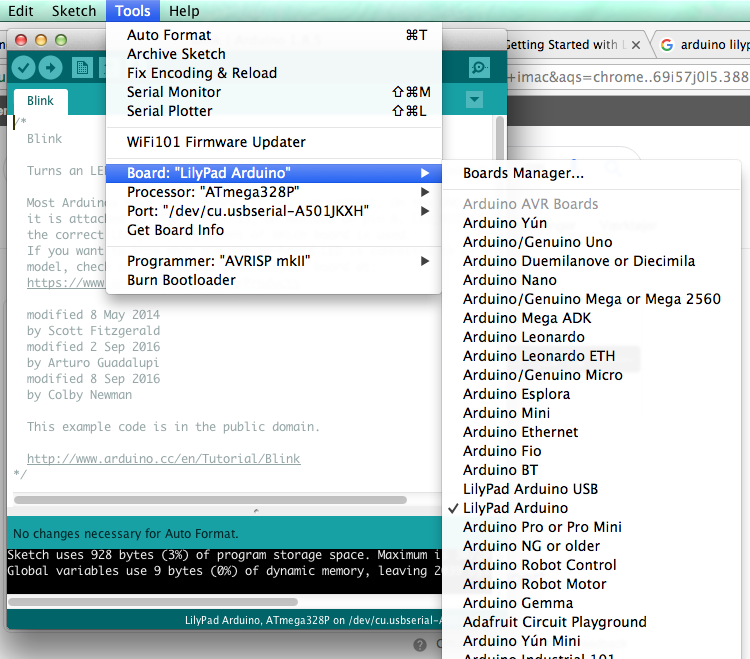 Edit Sketch Tools Help
Auto Format ⌘T
Archive Sketch
Fix Encoding & Reload
Serial Monitor ⇧⌘M
Serial Plotter ⇧⌘L
WiFi101 Firmware Updater
Board: "LilyPad Arduino"
Processor: "ATmega328P"
Port: "/dev/cu.usbserial-A501JKXH"
Get Board Info
Programmer: "AVRISP mkII"
Burn Bootloader
Getting Started with
arduino lilyp
+imac&aqs=chrome..69i57j0l5.388
Boards Manager...
Arduino AVR Boards
Arduino Yún
Arduino/Genuino Uno
Arduino Duemilanove or Diecimila
Arduino Nano
Arduino/Genuino Mega or Mega 2560
Arduino Mega ADK
Arduino Leonardo
Arduino Leonardo ETH
Arduino/Genuino Micro
Arduino Esplora
Arduino Mini
Arduino Ethernet
Arduino Fio
Arduino BT
LilyPad Arduino USB
✓ LilyPad Arduino
Arduino Pro or Pro Mini
Arduino NG or older
Arduino Robot Control
Arduino Robot Motor
Arduino Gemma
Adafruit Circuit Playground
Arduino Yún Mini
Arduino Industrial 101
Blink
/*
Blink
Turns an LE
Most Arduin
it is attac
the correct
If you want
model, chec
https://www
modified 8 May 2014
by Scott Fitzgerald
modified 2 Sep 2016
by Arturo Guadalupi
modified 8 Sep 2016
by Colby Newman
This example code is in the public domain.
http://www.arduino.cc/en/Tutorial/Blink
*/
No changes necessary for Auto Format.
Sketch uses 928 bytes (3%) of program storage space. Maximum i
Global variables use 9 bytes (0%) of dynamic memory, leaving 2
LilyPad Arduino, ATmega328P on /dev/cu.usbserial-A